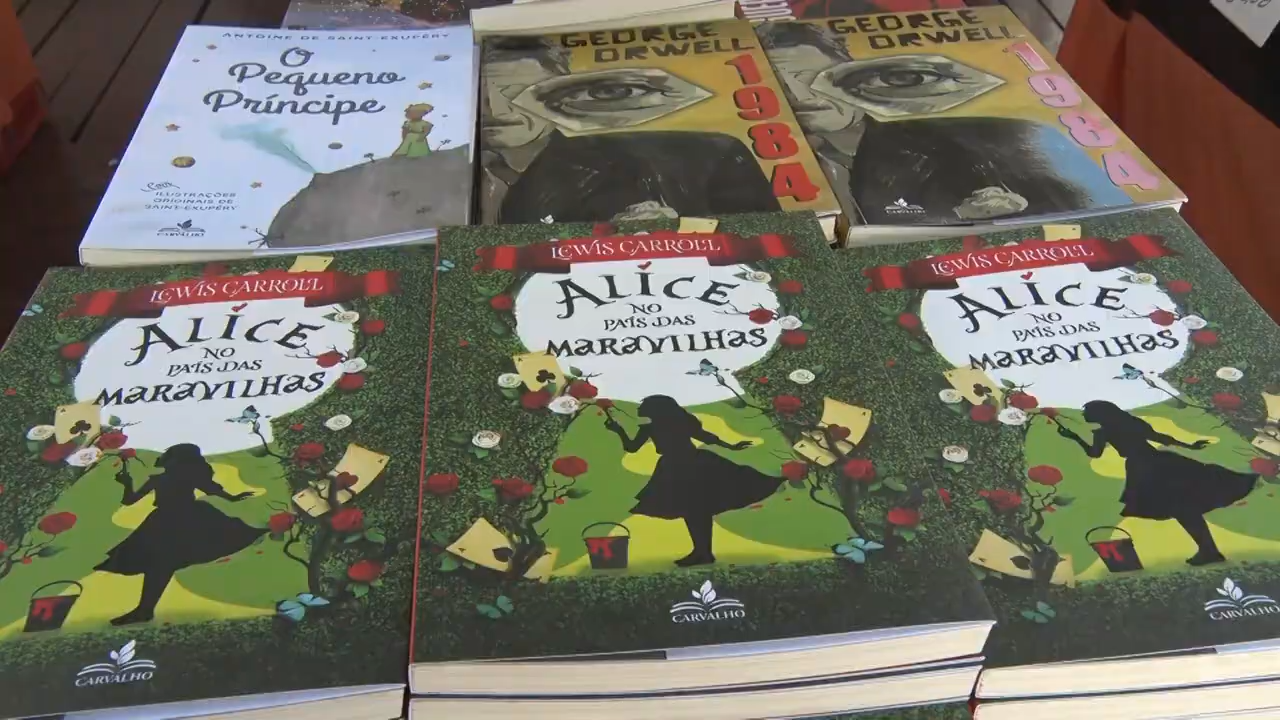 ANTOINE DE SAINT-EXUPÉRY
O
Pequeno
Príncipe
Com
ILUSTRAÇÕES
ORIGINAIS DE
SAINT-EXUPÉRY
CARVALHO
GEORGE
ORWELL
1984
GEORGE
ORWELL
1984
CARVALHO
LEWIS CARROLL
ALICE
NO
PAÍS DAS
MARAVILHAS
CARVALHO
LEWIS CARROLL
ALICE
NO
PAÍS DAS
MARAVILHAS
CARVALHO
LEWIS CARROLL
ALICE
NO
PAÍS DAS
MARAVILHAS
CARVALHO